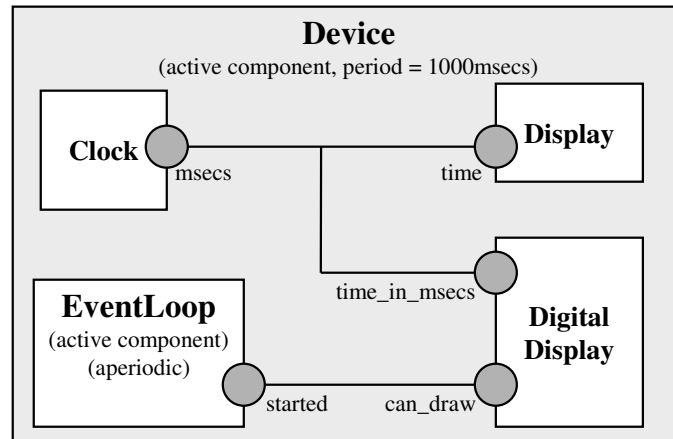 Device
(active component, period = 1000msecs)
Clock
msecs
time
Display
time_in_msecs
Digital
Display
EventLoop
(active component)
(aperiodic)
started
can_draw